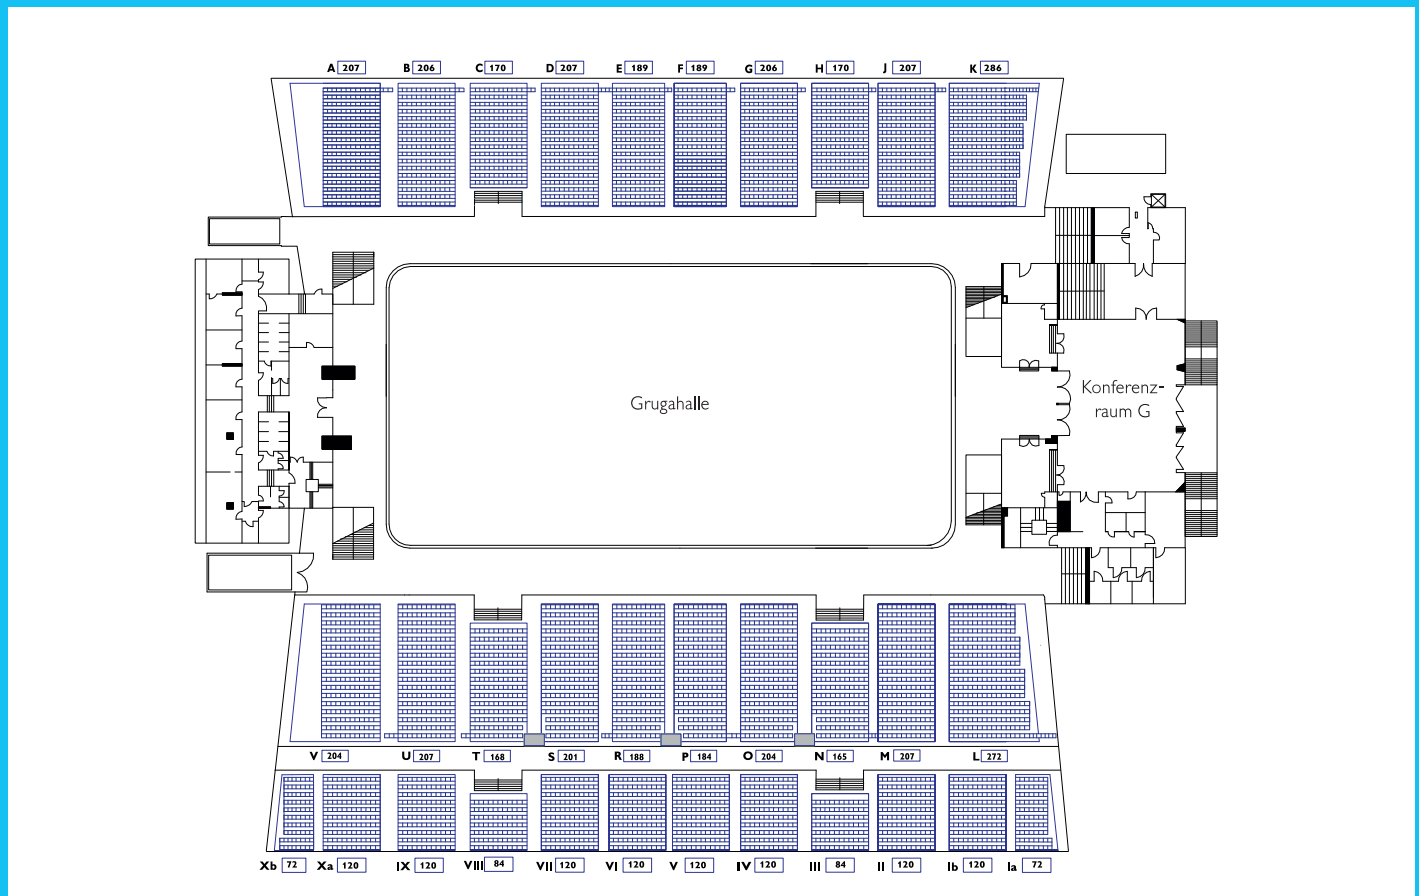 A 207 B 206 C 170 D 207 E 189 F 189 G 206 H 170 J 207 K 286
Grugahalle
Konferenz-
raum G
V 204 U 207 T 168 S 201 R 188 P 184 O 204 N 165 M 207 L 272
Xb 72 Xa 120 IX 120 VIII 84 VII 120 VI 120 V 120 IV 120 III 84 II 120 Ib 120 Ia 72